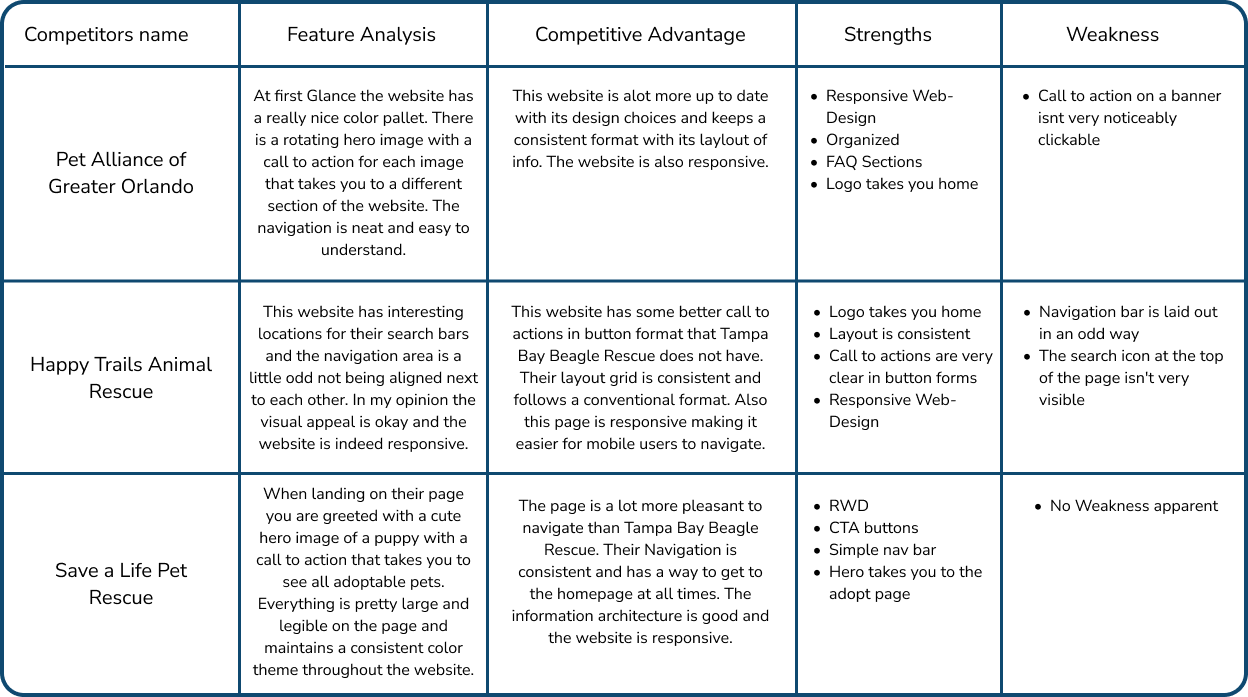 Competitors name
Feature Analysis
Competitive Advantage
Strengths
Weakness
Pet Alliance of
Greater Orlando
At first Glance the website has
a really nice color pallet. There
is a rotating hero image with a
call to action for each image
that takes you to a different
section of the website. The
navigation is neat and easy to
understand.
This website is alot more up to date
with its design choices and keeps a
consistent format with its laylout of
info. The website is also responsive.
• Responsive Web-
Design
• Organized
• FAQ Sections
• Logo takes you home
• Call to action on a banner
isnt very noticeably
clickable
Happy Trails Animal
Rescue
This website has interesting
locations for their search bars
and the navigation area is a
little odd not being aligned next
to each other. In my opinion the
visual appeal is okay and the
website is indeed responsive.
This website has some better call to
actions in button format that Tampa
Bay Beagle Rescue does not have.
Their layout grid is consistent and
follows a conventional format. Also
this page is responsive making it
easier for mobile users to navigate.
• Logo takes you home
• Layout is consistent
• Call to actions are very
clear in button forms
• Responsive Web-
Design
• Navigation bar is laid out
in an odd way
• The search icon at the top
of the page isn't very
visible
Save a Life Pet
Rescue
When landing on their page
you are greeted with a cute
hero image of a puppy with a
call to action that takes you to
see all adoptable pets.
Everything is pretty large and
legible on the page and
maintains a consistent color
theme throughout the website.
The page is a lot more pleasant to
navigate than Tampa Bay Beagle
Rescue. Their Navigation is
consistent and has a way to get to
the homepage at all times. The
information architecture is good and
the website is responsive.
• RWD
• CTA buttons
• Simple nav bar
• Hero takes you to the
adopt page
• No Weakness apparent